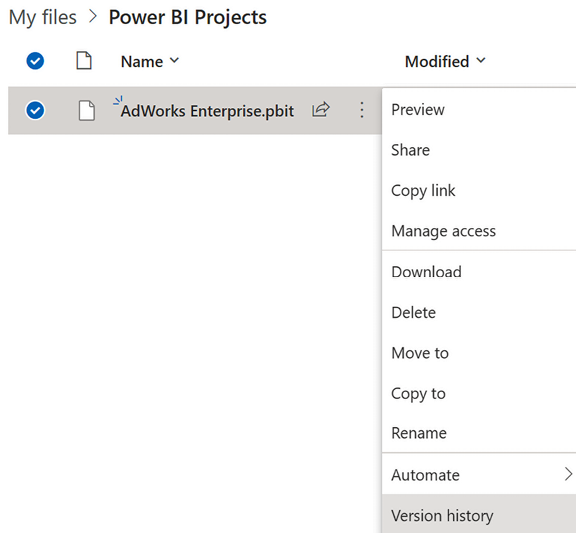 My files > Power BI Projects
Name Modified
AdWorks Enterprise.pbit
Preview
Share
Copy link
Manage access
Download
Delete
Move to
Copy to
Rename
Automate
Version history